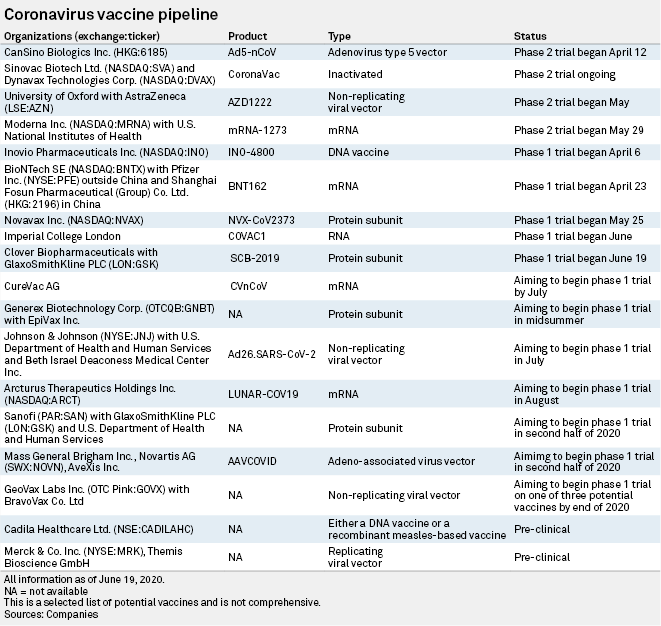 Coronavirus vaccine pipeline
Organizations (exchange:ticker) Product Type Status
CanSino Biologics Inc. (HKG:6185) Ad5-nCoV Adenovirus type 5 vector Phase 2 trial began April 12
Sinovac Biotech Ltd. (NASDAQ:SVA) and
Dynavax Technologies Corp. (NASDAQ:DVAX) CoronaVac Inactivated Phase 2 trial ongoing
University of Oxford with AstraZeneca
(LSE:AZN) AZD1222 Non-replicating
viral vector Phase 2 trial began May
Moderna Inc. (NASDAQ:MRNA) with U.S.
National Institutes of Health mRNA-1273 mRNA Phase 2 trial began May 29
Inovio Pharmaceuticals Inc. (NASDAQ:INO) INO-4800 DNA vaccine Phase 1 trial began April 6
BioNTech SE (NASDAQ:BNTX) with Pfizer
Inc. (NYSE:PFE) outside China and Shanghai
Fosun Pharmaceutical (Group) Co. Ltd.
(HKG:2196) in China BNT162 mRNA Phase 1 trial began April 23
Novavax Inc. (NASDAQ:NVAX) NVX-CoV2373 Protein subunit Phase 1 trial began May 25
Imperial College London COVAC1 RNA Phase 1 trial began June
Clover Biopharmaceuticals with
GlaxoSmithKline PLC (LON:GSK) SCB-2019 Protein subunit Phase 1 trial began June 19
CureVac AG CVnCoV mRNA Aiming to begin phase 1 trial
by July
Generex Biotechnology Corp. (OTCQB:GNBT)
with EpiVax Inc. NA Protein subunit Aiming to begin phase 1 trial
in midsummer
Johnson & Johnson (NYSE:JNJ) with U.S.
Department of Health and Human Services
and Beth Israel Deaconess Medical Center
Inc. Ad26.SARS-CoV-2 Non-replicating
viral vector Aiming to begin phase 1 trial
in July
Arcturus Therapeutics Holdings Inc.
(NASDAQ:ARCT) LUNAR-COV19 mRNA Aiming to begin phase 1 trial
in August
Sanofi (PAR:SAN) with GlaxoSmithKline PLC
(LON:GSK) and U.S. Department of Health
and Human Services NA Protein subunit Aiming to begin phase 1 trial
in second half of 2020
Mass General Brigham Inc., Novartis AG
(SWX:NOVN), AveXis Inc. AAVCOVID Adeno-associated virus vector Aimimg to begin phase 1 trial
in second half of 2020
GeoVax Labs Inc. (OTC Pink:GOVX) with
BravoVax Co. Ltd NA Non-replicating viral vector Aiming to begin phase 1 trial
on one of three potential
vaccines by end of 2020
Cadila Healthcare Ltd. (NSE:CADILAHC) NA Either a DNA vaccine or a
recombinant measles-based vaccine Pre-clinical
Merck & Co. Inc. (NYSE:MRK), Themis
Bioscience GmbH NA Replicating
viral vector Pre-clinical
All information as of June 19, 2020.
NA = not available
This is a selected list of potential vaccines and is not comprehensive.
Sources: Companies